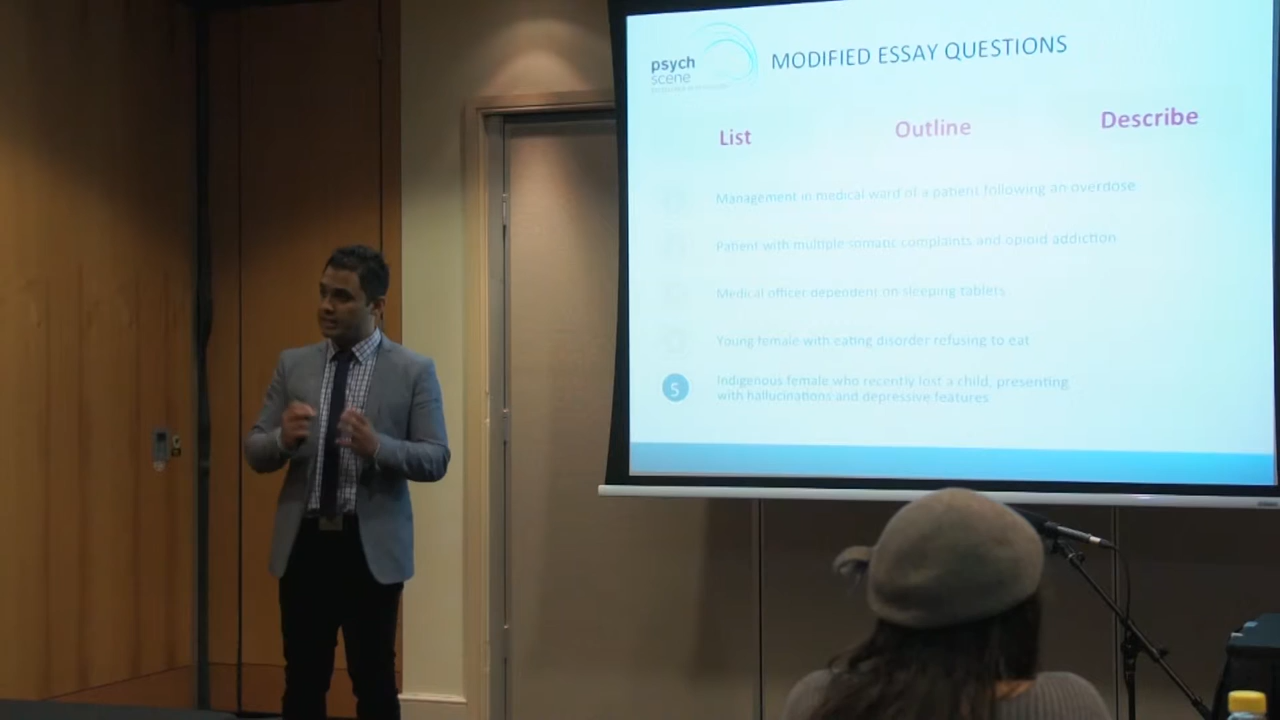 psych
scene
MODIFIED ESSAY QUESTIONS
List
Outline
Describe
Management in medical ward of a patient following an overdose
Patient with multiple somatic complaints and opioid addiction
Medical officer dependent on sleeping tablets
Young female with eating disorder refusing to eat
5
Indigenous female who recently lost a child, presenting
with hallucinations and depressive features